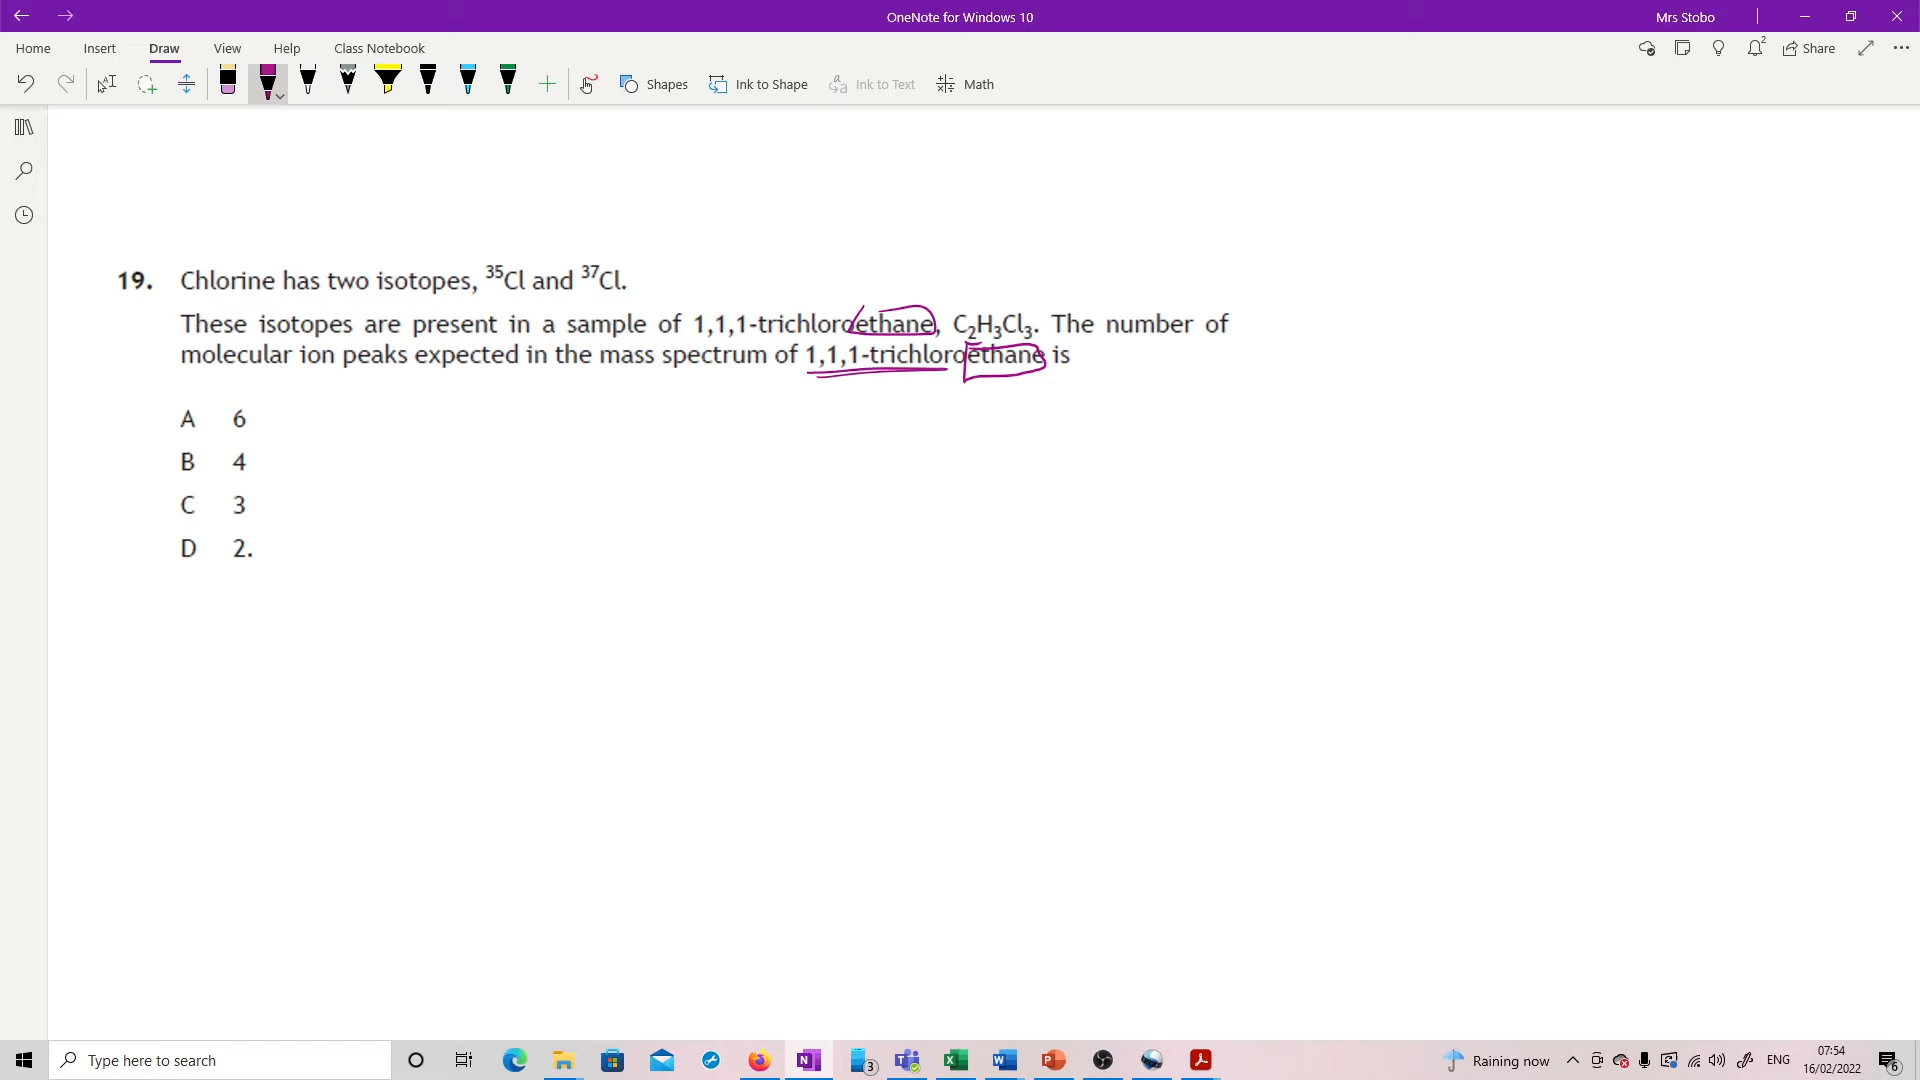 OneNote for Windows 10
Mrs Stobo
Home Insert Draw View Help Class Notebook
2
Share
Shapes Ink to Shape Ink to Text Math
19. Chlorine has two isotopes, ³⁵Cl and ³⁷Cl.
These isotopes are present in a sample of 1,1,1-trichloroethane, C₂H₃Cl₃. The number of
molecular ion peaks expected in the mass spectrum of 1,1,1-trichloroethane is
A 6
B 4
C 3
D 2.
Type here to search
3
Raining now
ENG
07:54
16/02/2022
6